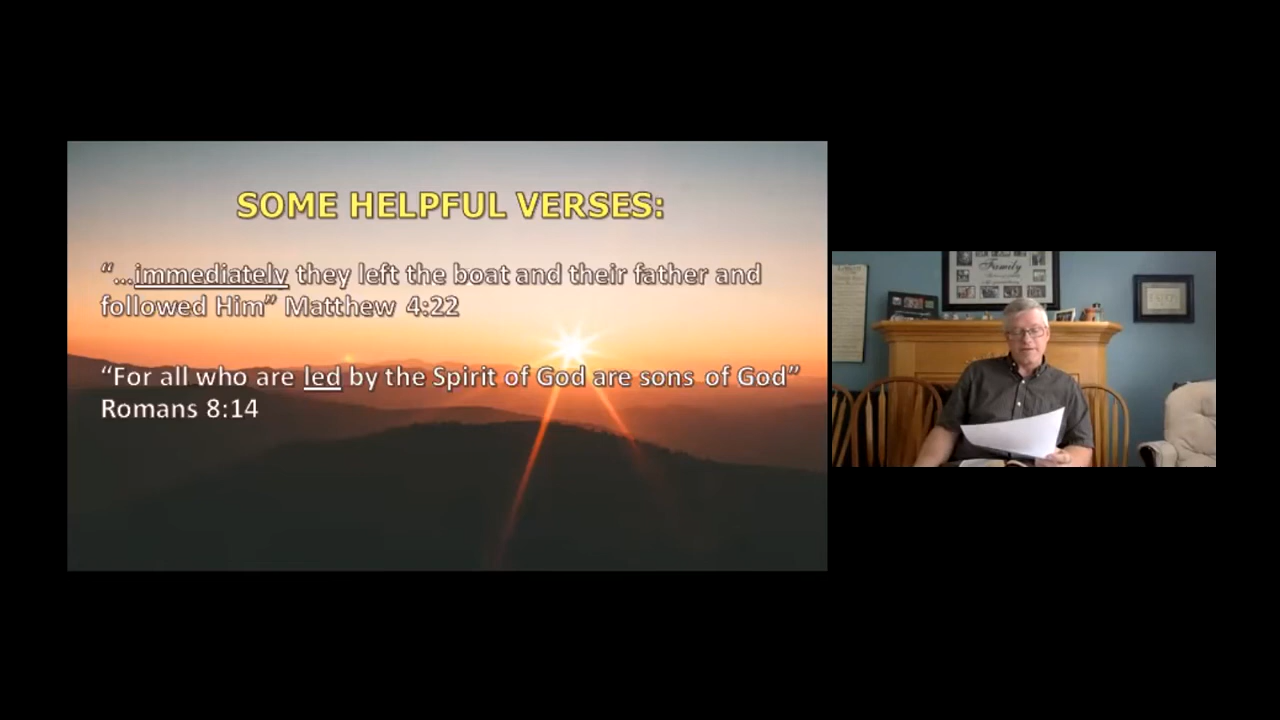 SOME HELPFUL VERSES:
“...immediately they left the boat and their father and
followed Him” Matthew 4:22
“For all who are led by the Spirit of God are sons of God”
Romans 8:14
Family